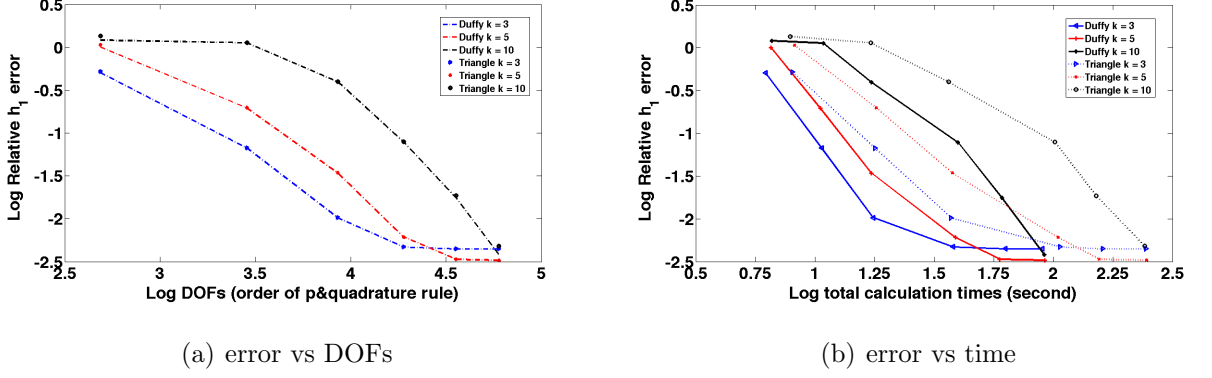 0.5
0
-0.5
-1
-1.5
-2
-2.5
2.5
3
3.5
4
4.5
5
Log Relative h1 error
Log DOFs (order of p&quadrature rule)
Duffy k = 3
Duffy k = 5
Duffy k = 10
Triangle k = 3
Triangle k = 5
Triangle k = 10
(a) error vs DOFs
0.5
0
-0.5
-1
-1.5
-2
-2.5
0.5
0.75
1
1.25
1.5
1.75
2
2.25
2.5
Log Relative h1 error
Log total calculation times (second)
Duffy k = 3
Duffy k = 5
Duffy k = 10
Triangle k = 3
Triangle k = 5
Triangle k = 10
(b) error vs time